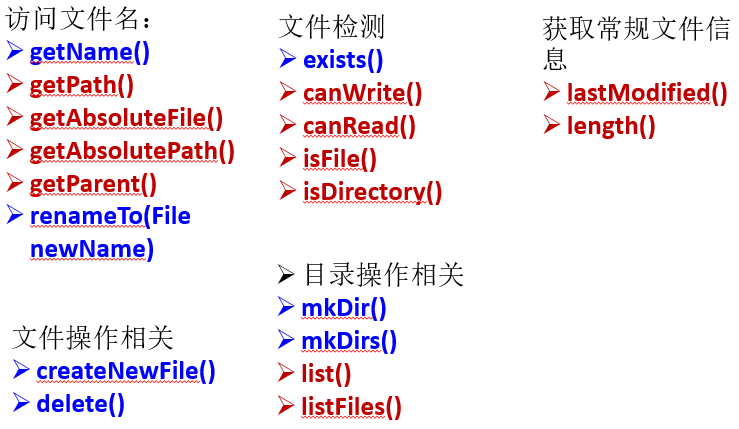 访问文件名：
➢ getName()
➢ getPath()
➢ getAbsoluteFile()
➢ getAbsolutePath()
➢ getParent()
➢ renameTo(File
newName)
文件检测
➢ exists()
➢ canWrite()
➢ canRead()
➢ isFile()
➢ isDirectory()
获取常规文件信
息
➢ lastModified()
➢ length()
文件操作相关
➢ createNewFile()
➢ delete()
➢ 目录操作相关
➢ mkDir()
➢ mkDirs()
➢ list()
➢ listFiles()